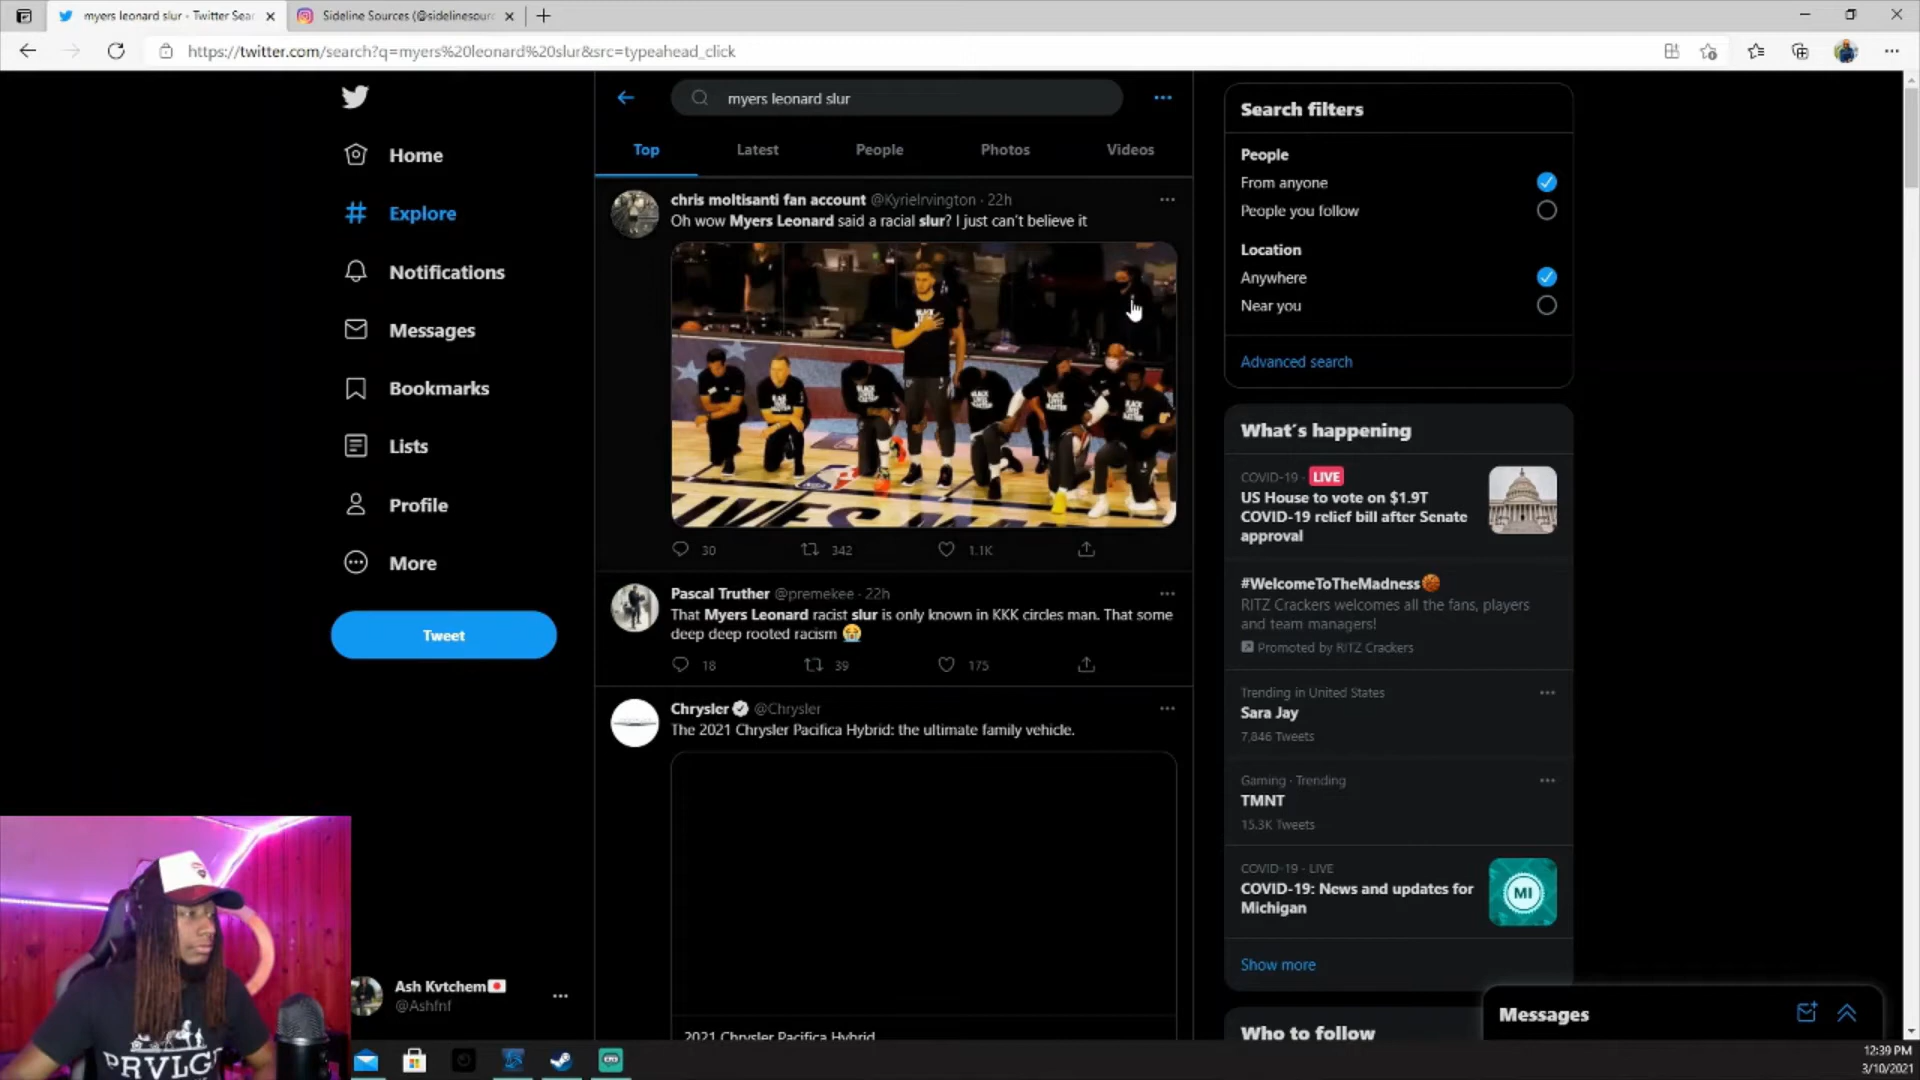 myers leonard slur - Twitter Sear
Sideline Sources (@sidelinesourc
https://twitter.com/search?q=myers%20leonard%20slur&src=typeahead_click
Home
Explore
Notifications
Messages
Bookmarks
Lists
Profile
More
Tweet
Ash Kvtchem
@Ashfnf
myers leonard slur
Top
Latest
People
Photos
Videos
chris moltisanti fan account @KyrieIrvington · 22h
Oh wow Myers Leonard said a racial slur? I just can't believe it
BLACK LIVES MATTER
30
342
1.1K
Pascal Truther @premekee · 22h
That Myers Leonard racist slur is only known in KKK circles man. That some
deep deep rooted racism 😭
18
39
175
Chrysler @Chrysler
The 2021 Chrysler Pacifica Hybrid: the ultimate family vehicle.
2021 Chrysler Pacifica Hybrid
Search filters
People
From anyone
People you follow
Location
Anywhere
Near you
Advanced search
What's happening
COVID-19 · LIVE
US House to vote on $1.9T
COVID-19 relief bill after Senate
approval
#WelcomeToTheMadness🏀
RITZ Crackers welcomes all the fans, players
and team managers!
Promoted by RITZ Crackers
Trending in United States
Sara Jay
7,846 Tweets
Gaming · Trending
TMNT
15.3K Tweets
COVID-19 · LIVE
COVID-19: News and updates for
Michigan
MI
Show more
Who to follow
Messages
PRVLG
12:39 PM
3/10/2021